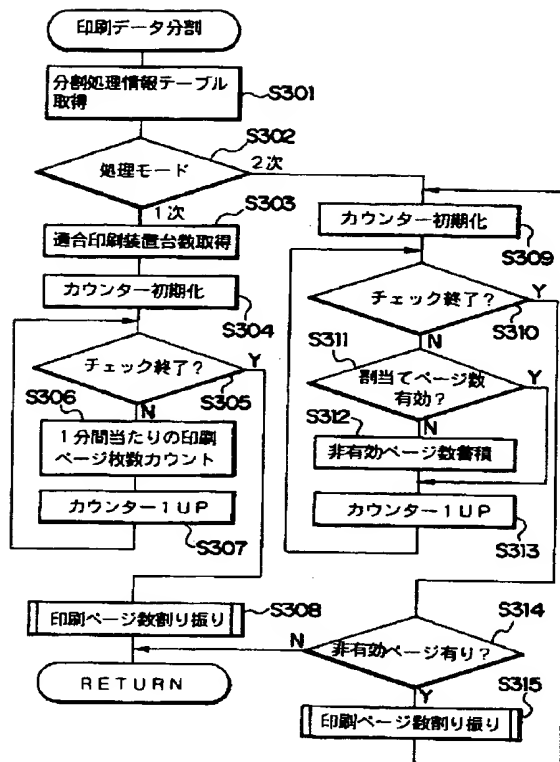 印刷データ分割
分割処理情報テーブル
取得
S301
S302
処理モード
2次
1次
S303
適合印刷装置台数取得
カウンター初期化
S304
チェック終了?
Y
S305
N
S306
1分間当たりの印刷
ページ枚数カウント
カウンター1UP
S307
印刷ページ数割り振り
S308
RETURN
カウンター初期化
S309
チェック終了?
Y
S310
N
S311
割当てページ数
有効?
Y
N
S312
非有効ページ数蓄積
カウンター1UP
S313
S314
非有効ページ有り?
N
Y
S315
印刷ページ数割り振り